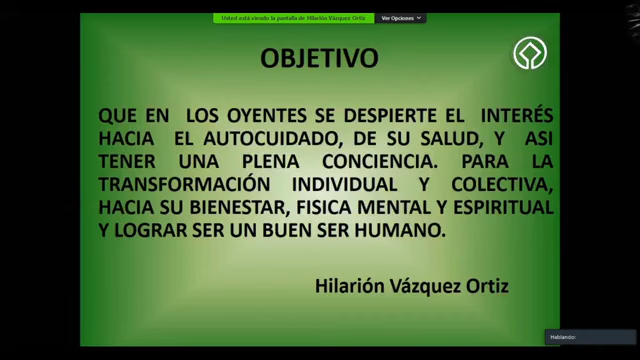 Usted está viendo la pantalla de Hilarión Vázquez Ortiz Ver Opciones
OBJETIVO
QUE EN LOS OYENTES SE DESPIERTE EL INTERÉS
HACIA EL AUTOCUIDADO, DE SU SALUD, Y ASI
TENER UNA PLENA CONCIENCIA. PARA LA
TRANSFORMACIÓN INDIVIDUAL Y COLECTIVA,
HACIA SU BIENESTAR, FISICA MENTAL Y ESPIRITUAL
Y LOGRAR SER UN BUEN SER HUMANO.
Hilarión Vázquez Ortiz
Hablando: